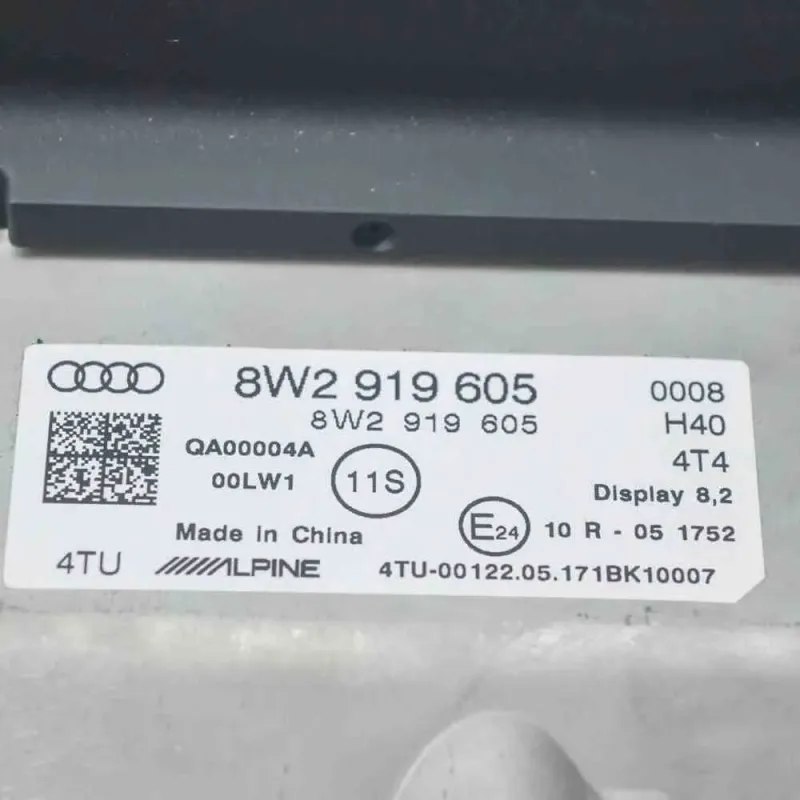 8W2 919 605
0008
8W2 919 605
H40
QA00004A
4T4
00LW1
11S
Display 8,2
Made in China
E24
10 R - 05 1752
4TU
ALPINE
4TU-00122.05.171BK10007